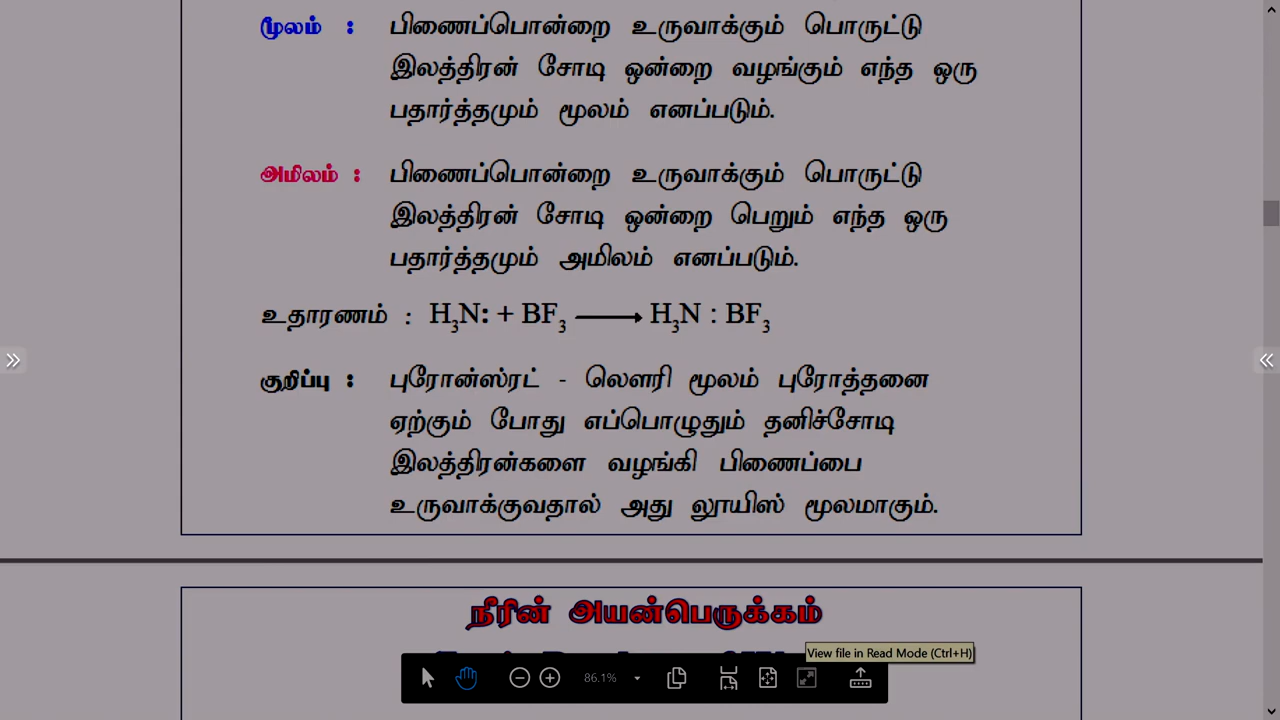 மூலம் : பிணைப்பொன்றை உருவாக்கும் பொருட்டு
இலத்திரன் சோடி ஒன்றை வழங்கும் எந்த ஒரு
பதார்த்தமும் மூலம் எனப்படும்.
அமிலம் : பிணைப்பொன்றை உருவாக்கும் பொருட்டு
இலத்திரன் சோடி ஒன்றை பெறும் எந்த ஒரு
பதார்த்தமும் அமிலம் எனப்படும்.
உதாரணம் : H₃N: + BF₃ ⟶ H₃N : BF₃
குறிப்பு : புரோன்ஸ்ரட் - லௌரி மூலம் புரோத்தனை
ஏற்கும் போது எப்பொழுதும் தனிச்சோடி
இலத்திரன்களை வழங்கி பிணைப்பை
உருவாக்குவதால் அது லூயிஸ் மூலமாகும்.
நீரின் அயன்பெருக்கம்
View file in Read Mode (Ctrl+H)
86.1%